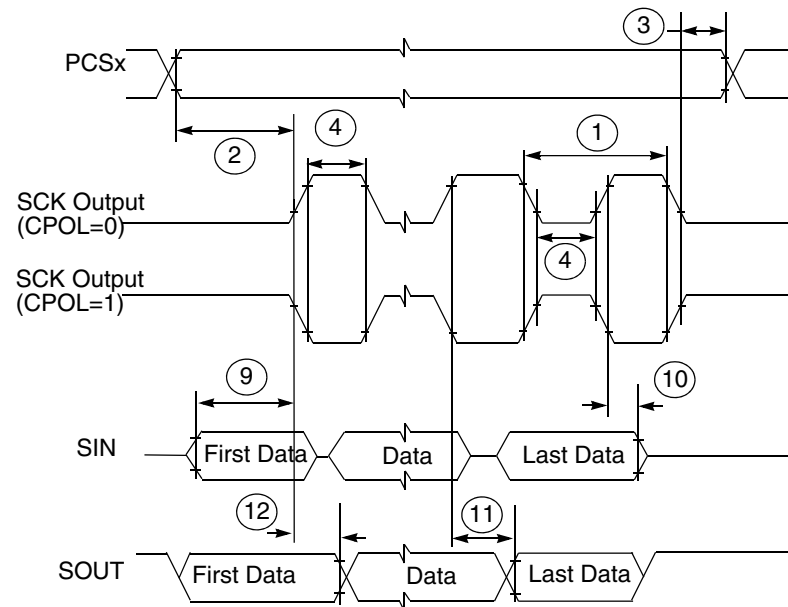 3
PCSx
2
4
1
SCK Output
(CPOL=0)
4
SCK Output
(CPOL=1)
9
10
SIN
First Data
Data
Last Data
12
11
SOUT
First Data
Data
Last Data